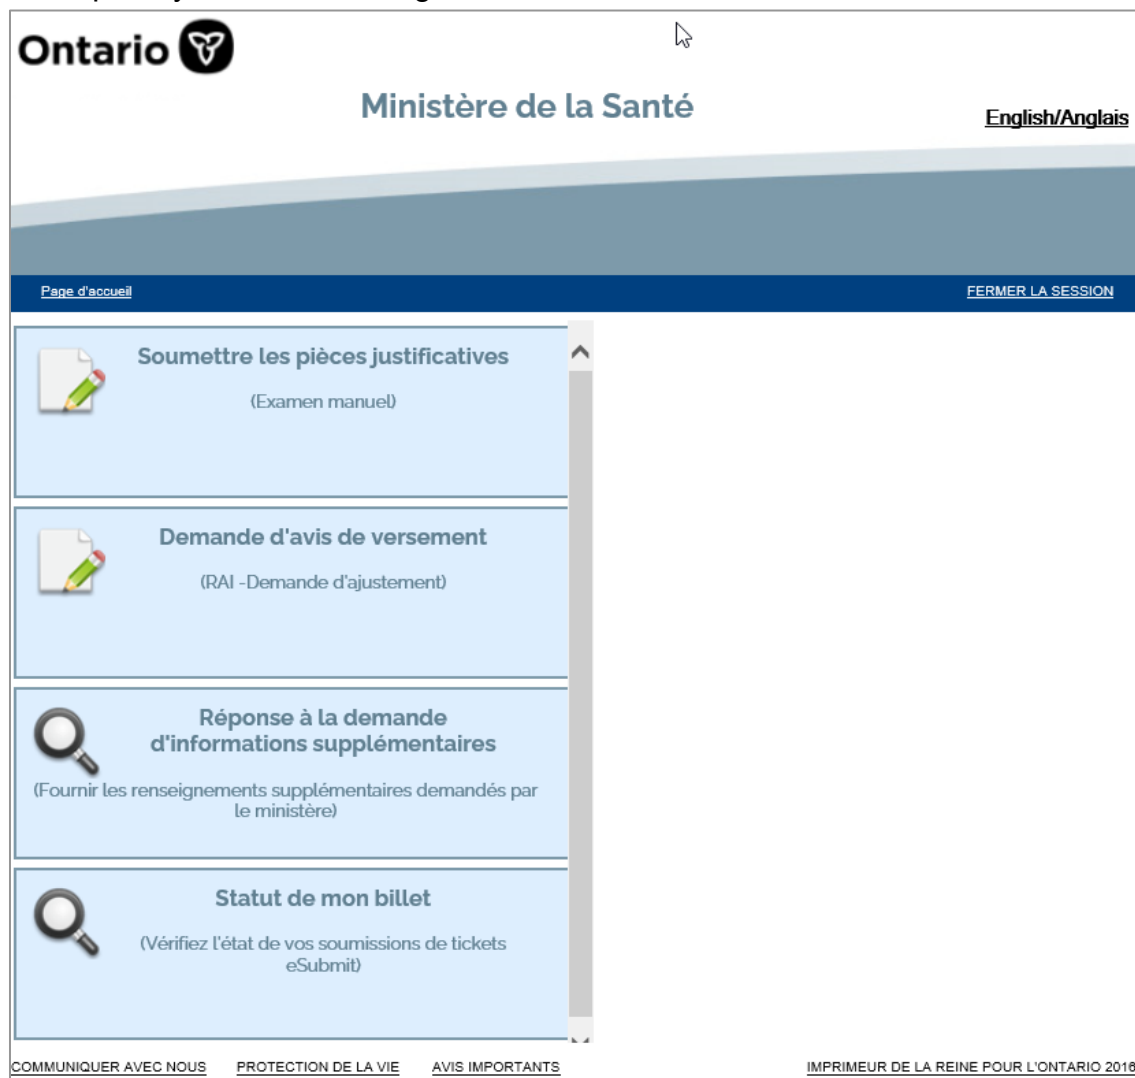 Ontario
Ministère de la Santé
English/Anglais
Page d'accueil
FERMER LA SESSION
Soumettre les pièces justificatives
(Examen manuel)
Demande d'avis de versement
(RAI -Demande d'ajustement)
Réponse à la demande
d'informations supplémentaires
(Fournir les renseignements supplémentaires demandés par
le ministère)
Statut de mon billet
(Vérifiez l'état de vos soumissions de tickets
eSubmit)
COMMUNIQUER AVEC NOUS PROTECTION DE LA VIE AVIS IMPORTANTS IMPRIMEUR DE LA REINE POUR L'ONTARIO 2016